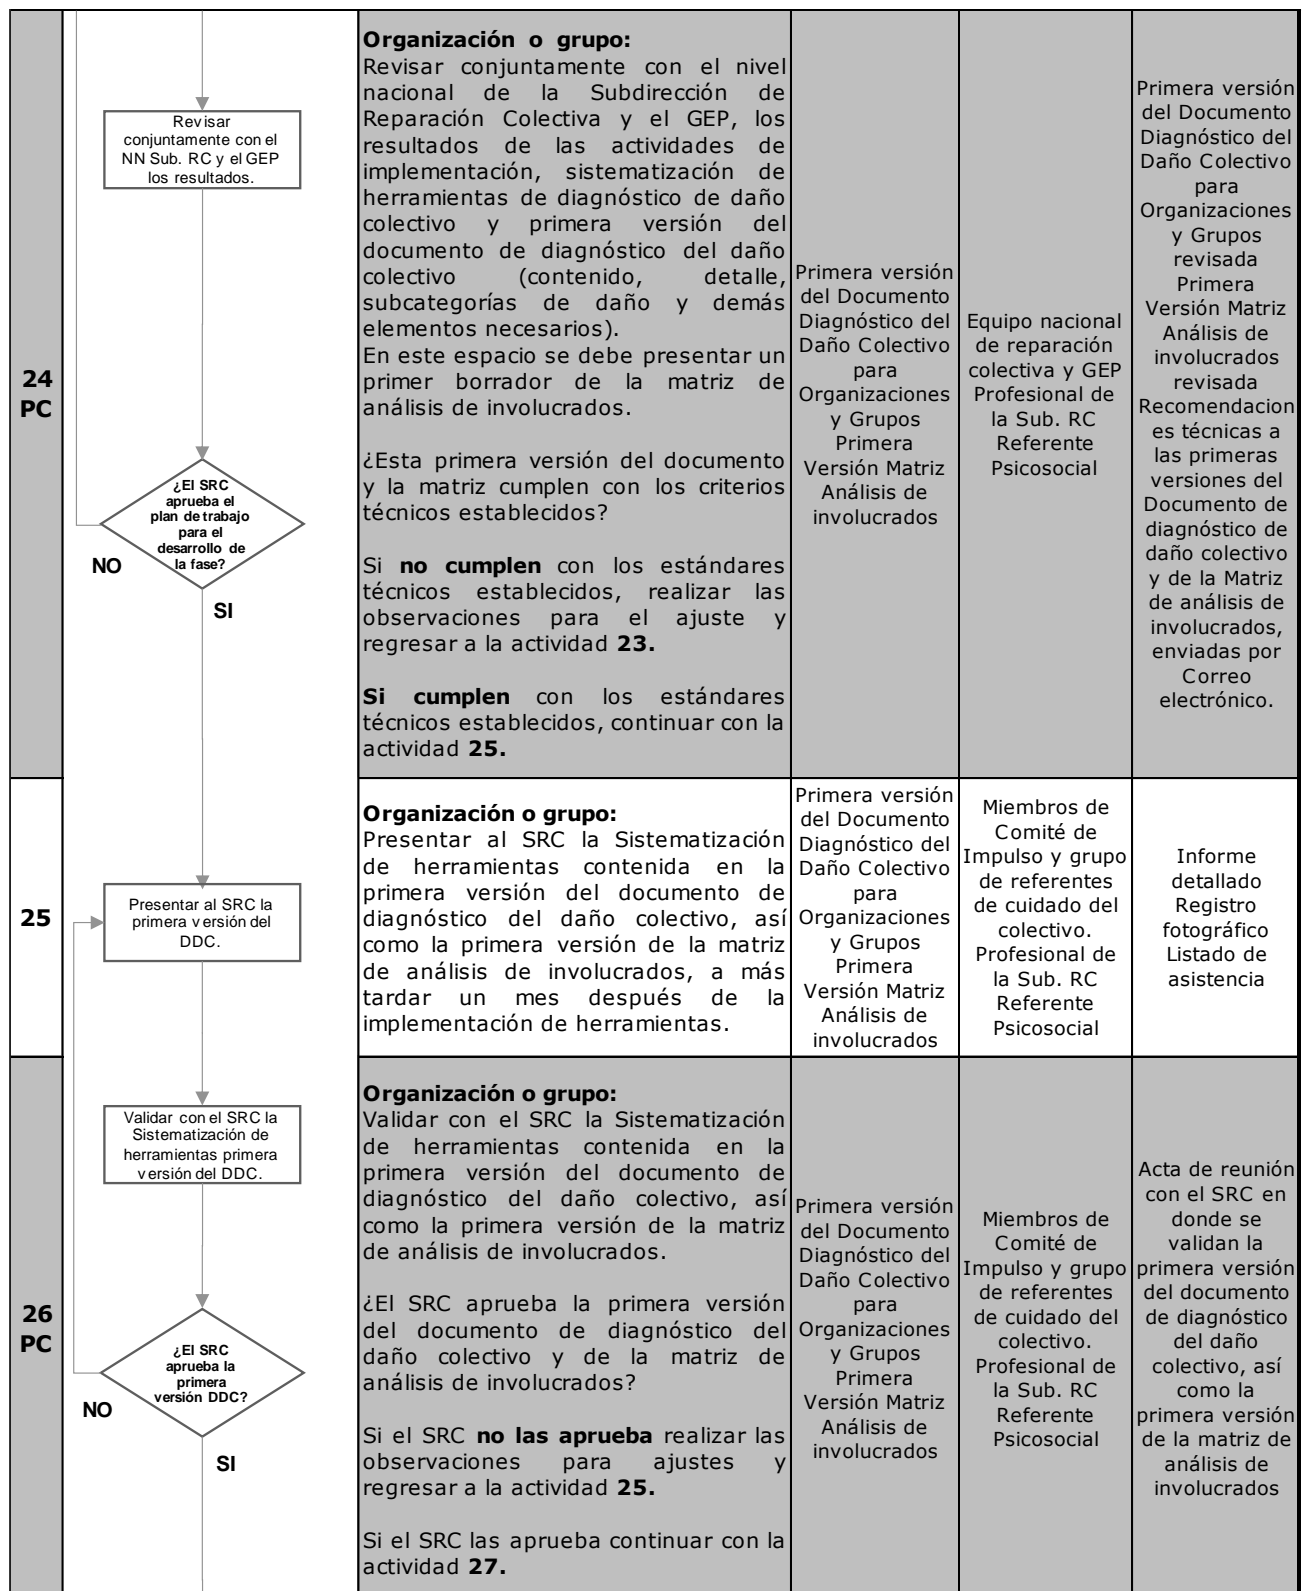 24
PC
Revisar
conjuntamente con el
NN Sub. RC y el GEP
los resultados.
¿El SRC
aprueba el
plan de trabajo
para el
desarrollo de
la fase?
NO
SI
Organización o grupo:
Revisar conjuntamente con el nivel
nacional de la Subdirección de
Reparación Colectiva y el GEP, los
resultados de las actividades de
implementación, sistematización de
herramientas de diagnóstico de daño
colectivo y primera versión del
documento de diagnóstico del daño
colectivo (contenido, detalle,
subcategorías de daño y demás
elementos necesarios).
En este espacio se debe presentar un
primer borrador de la matriz de
análisis de involucrados.
¿Esta primera versión del documento
y la matriz cumplen con los criterios
técnicos establecidos?
Si no cumplen con los estándares
técnicos establecidos, realizar las
observaciones para el ajuste y
regresar a la actividad 23.
Si cumplen con los estándares
técnicos establecidos, continuar con la
actividad 25.
Primera versión
del Documento
Diagnóstico del
Daño Colectivo
para
Organizaciones
y Grupos
Primera
Versión Matriz
Análisis de
involucrados
Equipo nacional
de reparación
colectiva y GEP
Profesional de
la Sub. RC
Referente
Psicosocial
Primera versión
del Documento
Diagnóstico del
Daño Colectivo
para
Organizaciones
y Grupos
revisada
Primera
Versión Matriz
Análisis de
involucrados
revisada
Recomendacion
es técnicas a
las primeras
versiones del
Documento de
diagnóstico de
daño colectivo
y de la Matriz
de análisis de
involucrados,
enviadas por
Correo
electrónico.
25
Presentar al SRC la
primera versión del
DDC.
Organización o grupo:
Presentar al SRC la Sistematización
de herramientas contenida en la
primera versión del documento de
diagnóstico del daño colectivo, así
como la primera versión de la matriz
de análisis de involucrados, a más
tardar un mes después de la
implementación de herramientas.
Primera versión
del Documento
Diagnóstico del
Daño Colectivo
para
Organizaciones
y Grupos
Primera
Versión Matriz
Análisis de
involucrados
Miembros de
Comité de
Impulso y grupo
de referentes
de cuidado del
colectivo.
Profesional de
la Sub. RC
Referente
Psicosocial
Informe
detallado
Registro
fotográfico
Listado de
asistencia
26
PC
Validar con el SRC la
Sistematización de
herramientas primera
versión del DDC.
¿El SRC
aprueba la
primera
versión DDC?
NO
SI
Organización o grupo:
Validar con el SRC la Sistematización
de herramientas contenida en la
primera versión del documento de
diagnóstico del daño colectivo, así
como la primera versión de la matriz
de análisis de involucrados.
¿El SRC aprueba la primera versión
del documento de diagnóstico del
daño colectivo y de la matriz de
análisis de involucrados?
Si el SRC no las aprueba realizar las
observaciones para ajustes y
regresar a la actividad 25.
Si el SRC las aprueba continuar con la
actividad 27.
Primera versión
del Documento
Diagnóstico del
Daño Colectivo
para
Organizaciones
y Grupos
Primera
Versión Matriz
Análisis de
involucrados
Miembros de
Comité de
Impulso y grupo
de referentes
de cuidado del
colectivo.
Profesional de
la Sub. RC
Referente
Psicosocial
Acta de reunión
con el SRC en
donde se
validan la
primera versión
del documento
de diagnóstico
del daño
colectivo, así
como la
primera versión
de la matriz de
análisis de
involucrados